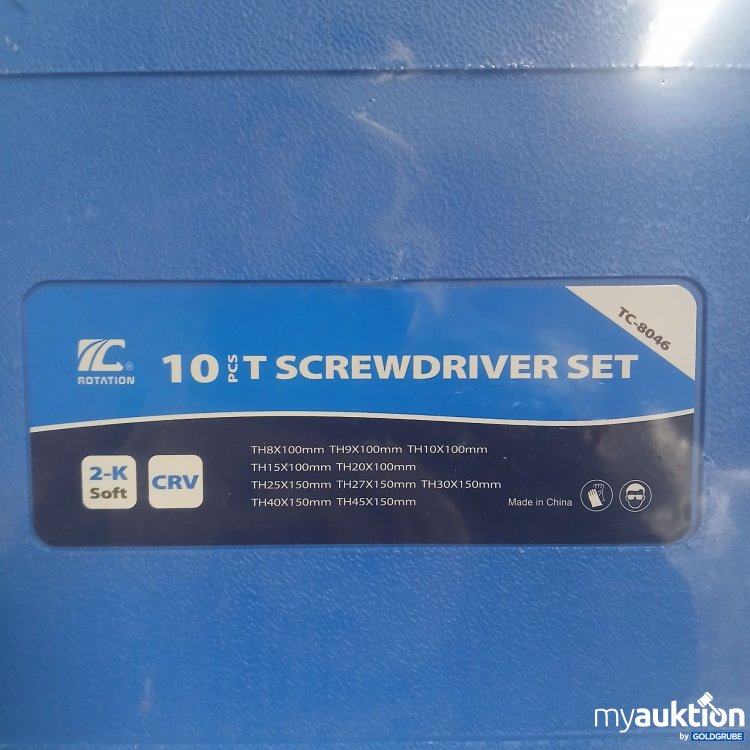 TC-8046
TC®
ROTATION
10 PCS T SCREWDRIVER SET
2-K
Soft
CRV
TH8X100mm TH9X100mm TH10X100mm
TH15X100mm TH20X100mm
TH25X150mm TH27X150mm TH30X150mm
TH40X150mm TH45X150mm
Made in China
myauktion
by GOLDGRUBE